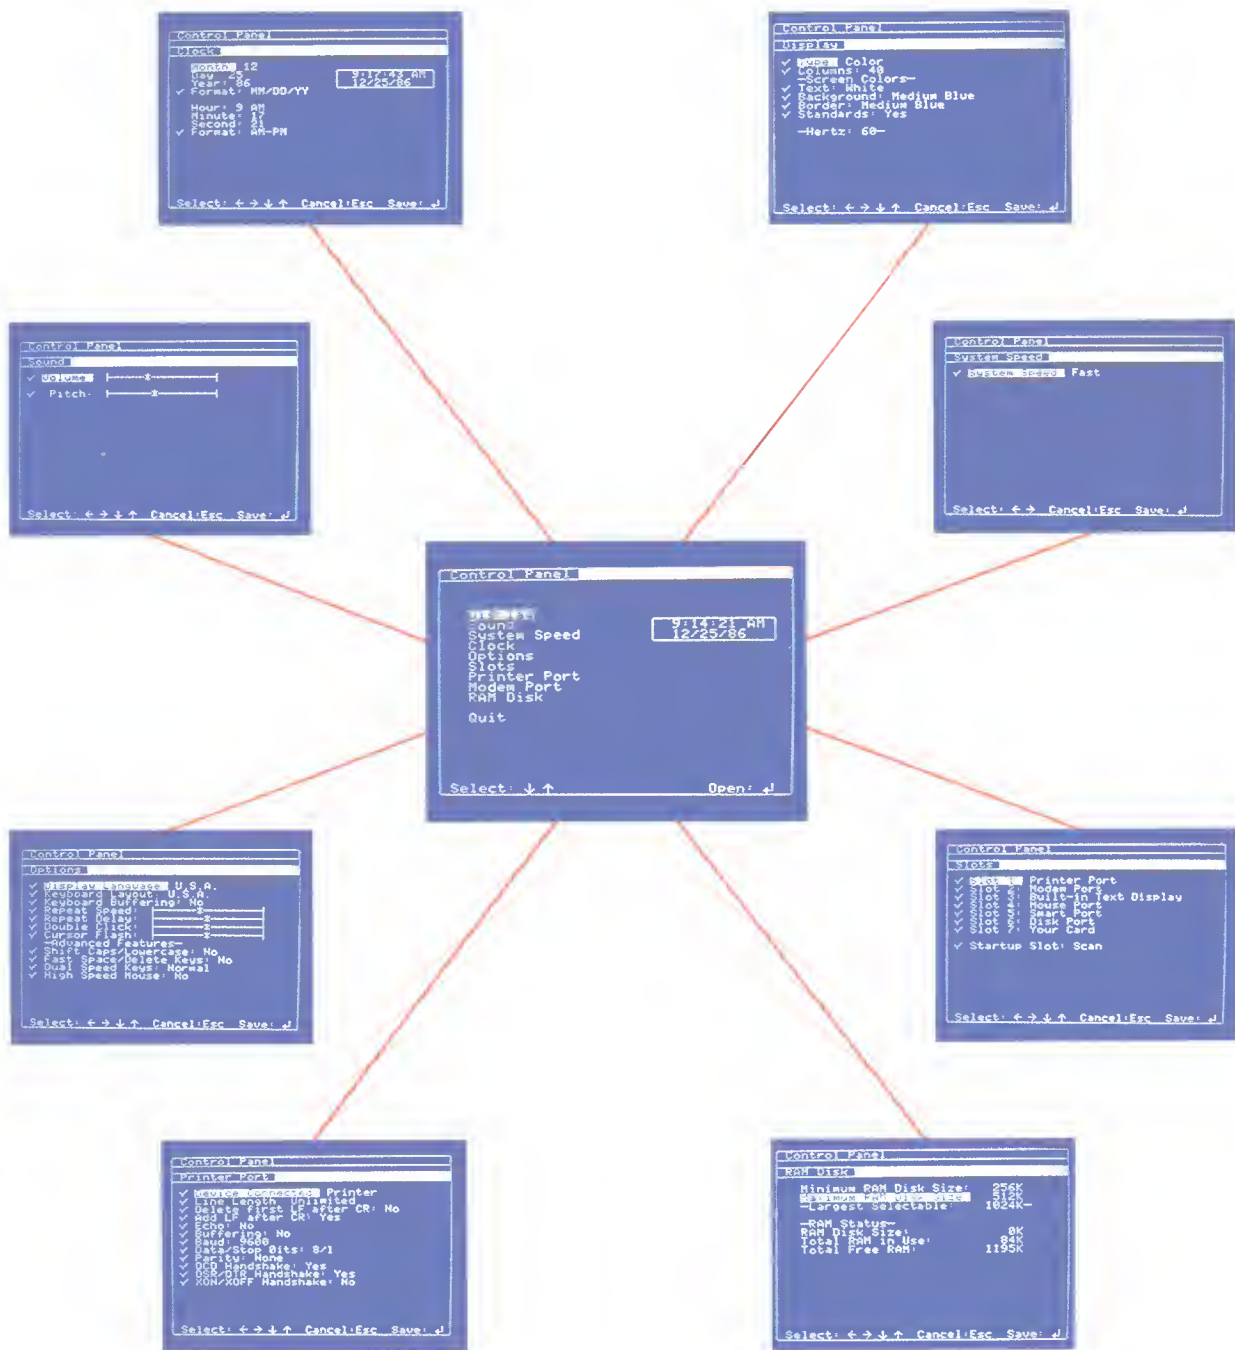 Control Panel
Clock
Month: 12
Day: 25
Year: 86
✓ Format: MM/DD/YY
9:17:43 AM
12/25/86
Hour: 9 AM
Minute: 17
Second: 21
✓ Format: AM-PM
Select: ← → ↓ ↑ Cancel:Esc Save: ↵
Control Panel
Display
✓ Type: Color
✓ Columns: 40
—Screen Colors—
✓ Text: White
✓ Background: Medium Blue
✓ Border: Medium Blue
✓ Standards: Yes
—Hertz: 60—
Select: ← → ↓ ↑ Cancel:Esc Save: ↵
Control Panel
Sound
✓ Volume:
✓ Pitch:
Select: ← → ↓ ↑ Cancel:Esc Save: ↵
Control Panel
System Speed
✓ System Speed: Fast
Select: ← → Cancel:Esc Save: ↵
Control Panel
Sound
System Speed
Clock
Options
Slots
Printer Port
Modem Port
RAM Disk
Quit
9:14:21 AM
12/25/86
Select: ↓ ↑ Open: ↵
Control Panel
Options
✓ Display Language: U.S.A.
✓ Keyboard Layout: U.S.A.
✓ Keyboard Buffering: No
✓ Repeat Speed:
✓ Repeat Delay:
✓ Double Click:
✓ Cursor Flash:
—Advanced Features—
✓ Shift Caps/Lowercase: No
✓ Fast Space/Delete Keys: No
✓ Dual Speed Keys: Normal
✓ High Speed Mouse: No
Select: ← → ↓ ↑ Cancel:Esc Save: ↵
Control Panel
Slots
✓ Slot 1: Printer Port
✓ Slot 2: Modem Port
✓ Slot 3: Built-in Text Display
✓ Slot 4: Mouse Port
✓ Slot 5: Smart Port
✓ Slot 6: Disk Port
✓ Slot 7: Your Card
✓ Startup Slot: Scan
Select: ← → ↓ ↑ Cancel:Esc Save: ↵
Control Panel
Printer Port
✓ Device Connected: Printer
✓ Line Length: Unlimited
✓ Delete first LF after CR: No
✓ Add LF after CR: Yes
✓ Echo: No
✓ Buffering: No
✓ Baud: 9600
✓ Data/Stop Bits: 8/1
✓ Parity: None
✓ DCD Handshake: Yes
✓ DSR/DTR Handshake: Yes
✓ XON/XOFF Handshake: No
Select: ← → ↓ ↑ Cancel:Esc Save: ↵
Control Panel
RAM Disk
Minimum RAM Disk Size: 256K
Maximum RAM Disk Size: 512K
—Largest Selectable: 1024K—
—RAM Status—
RAM Disk Size: 0K
Total RAM in Use: 84K
Total Free RAM: 1195K
Select: ← → ↓ ↑ Cancel:Esc Save: ↵